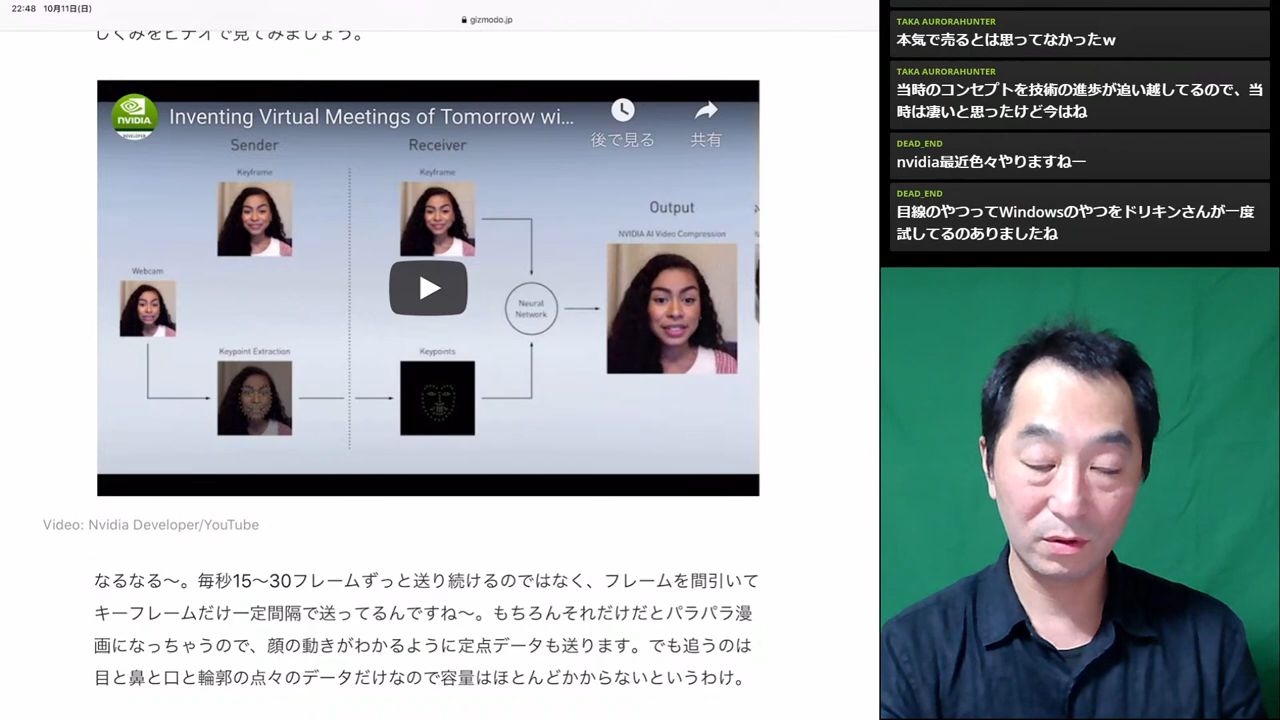 22:48 10月11日(日)
gizmodo.jp
しくみをビデオで見てみましょう。
NVIDIA
DEVELOPER
Inventing Virtual Meetings of Tomorrow wi...
後で見る
共有
Sender
Receiver
Keyframe
Keyframe
Output
NVIDIA AI Video Compression
Webcam
Neural
Network
Keypoint Extraction
Keypoints
Video: Nvidia Developer/YouTube
なるなる〜。毎秒15〜30フレームずっと送り続けるのではなく、フレームを間引いて
キーフレームだけ一定間隔で送ってるんですね〜。もちろんそれだけだとパラパラ漫
画になっちゃうので、顔の動きがわかるように定点データも送ります。でも追うのは
目と鼻と口と輪郭の点々のデータだけなので容量はほとんどかからないというわけ。
TAKA AURORAHUNTER
本気で売るとは思ってなかったw
TAKA AURORAHUNTER
当時のコンセプトを技術の進歩が追い越してるので、当
時は凄いと思ったけど今はね
DEAD_END
nvidia最近色々やりますねー
DEAD_END
目線のやつってWindowsのやつをドリキンさんが一度
試してるのありましたね